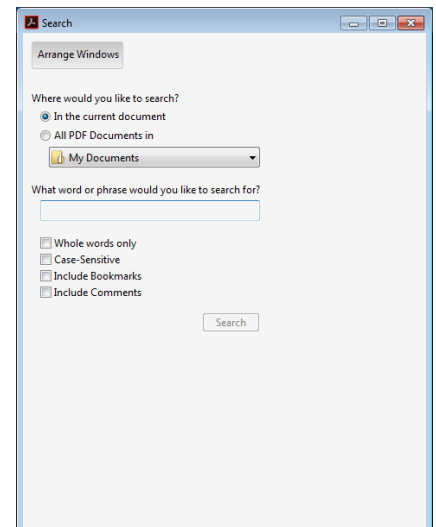 Search
Arrange Windows
Where would you like to search?
In the current document
All PDF Documents in
My Documents
What word or phrase would you like to search for?
Whole words only
Case-Sensitive
Include Bookmarks
Include Comments
Search